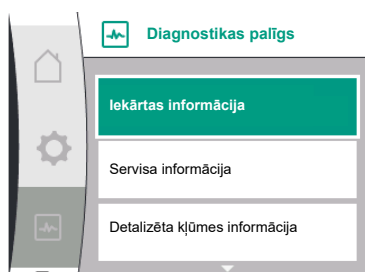 Diagnostikas palīgs
Iekārtas informācija
Servisa informācija
Detalizēta kļūmes informācija